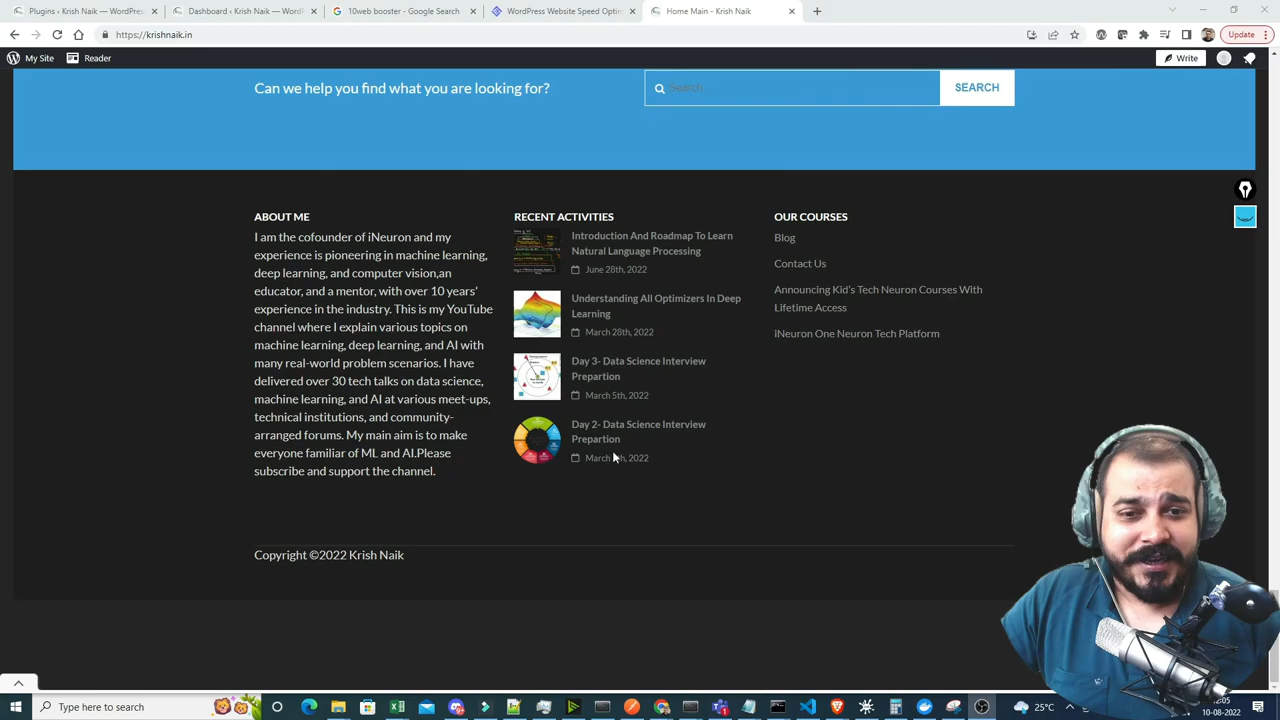 Plugins ‹ Krish Naik — WordPres
Dashboard ‹ Krish Naik — WordP
10web booster - Google Search
WordPress Website Speed Optim
Home Main - Krish Naik
https://krishnaik.in
Update
My Site
Reader
Write
Can we help you find what you are looking for?
Search
SEARCH
ABOUT ME
I am the cofounder of iNeuron and my
experience is pioneering in machine learning,
deep learning, and computer vision,an
educator, and a mentor, with over 10 years'
experience in the industry. This is my YouTube
channel where I explain various topics on
machine learning, deep learning, and AI with
many real-world problem scenarios. I have
delivered over 30 tech talks on data science,
machine learning, and AI at various meet-ups,
technical institutions, and community-
arranged forums. My main aim is to make
everyone familiar of ML and AI.Please
subscribe and support the channel.
RECENT ACTIVITIES
Introduction And Roadmap To Learn
Natural Language Processing
June 28th, 2022
Understanding All Optimizers In Deep
Learning
March 28th, 2022
Day 3- Data Science Interview
Prepartion
March 5th, 2022
Day 2- Data Science Interview
Prepartion
March 2022
OUR COURSES
Blog
Contact Us
Announcing Kid's Tech Neuron Courses With
Lifetime Access
iNeuron One Neuron Tech Platform
Copyright ©2022 Krish Naik
Type here to search
25°C
12:05
10-08-2022